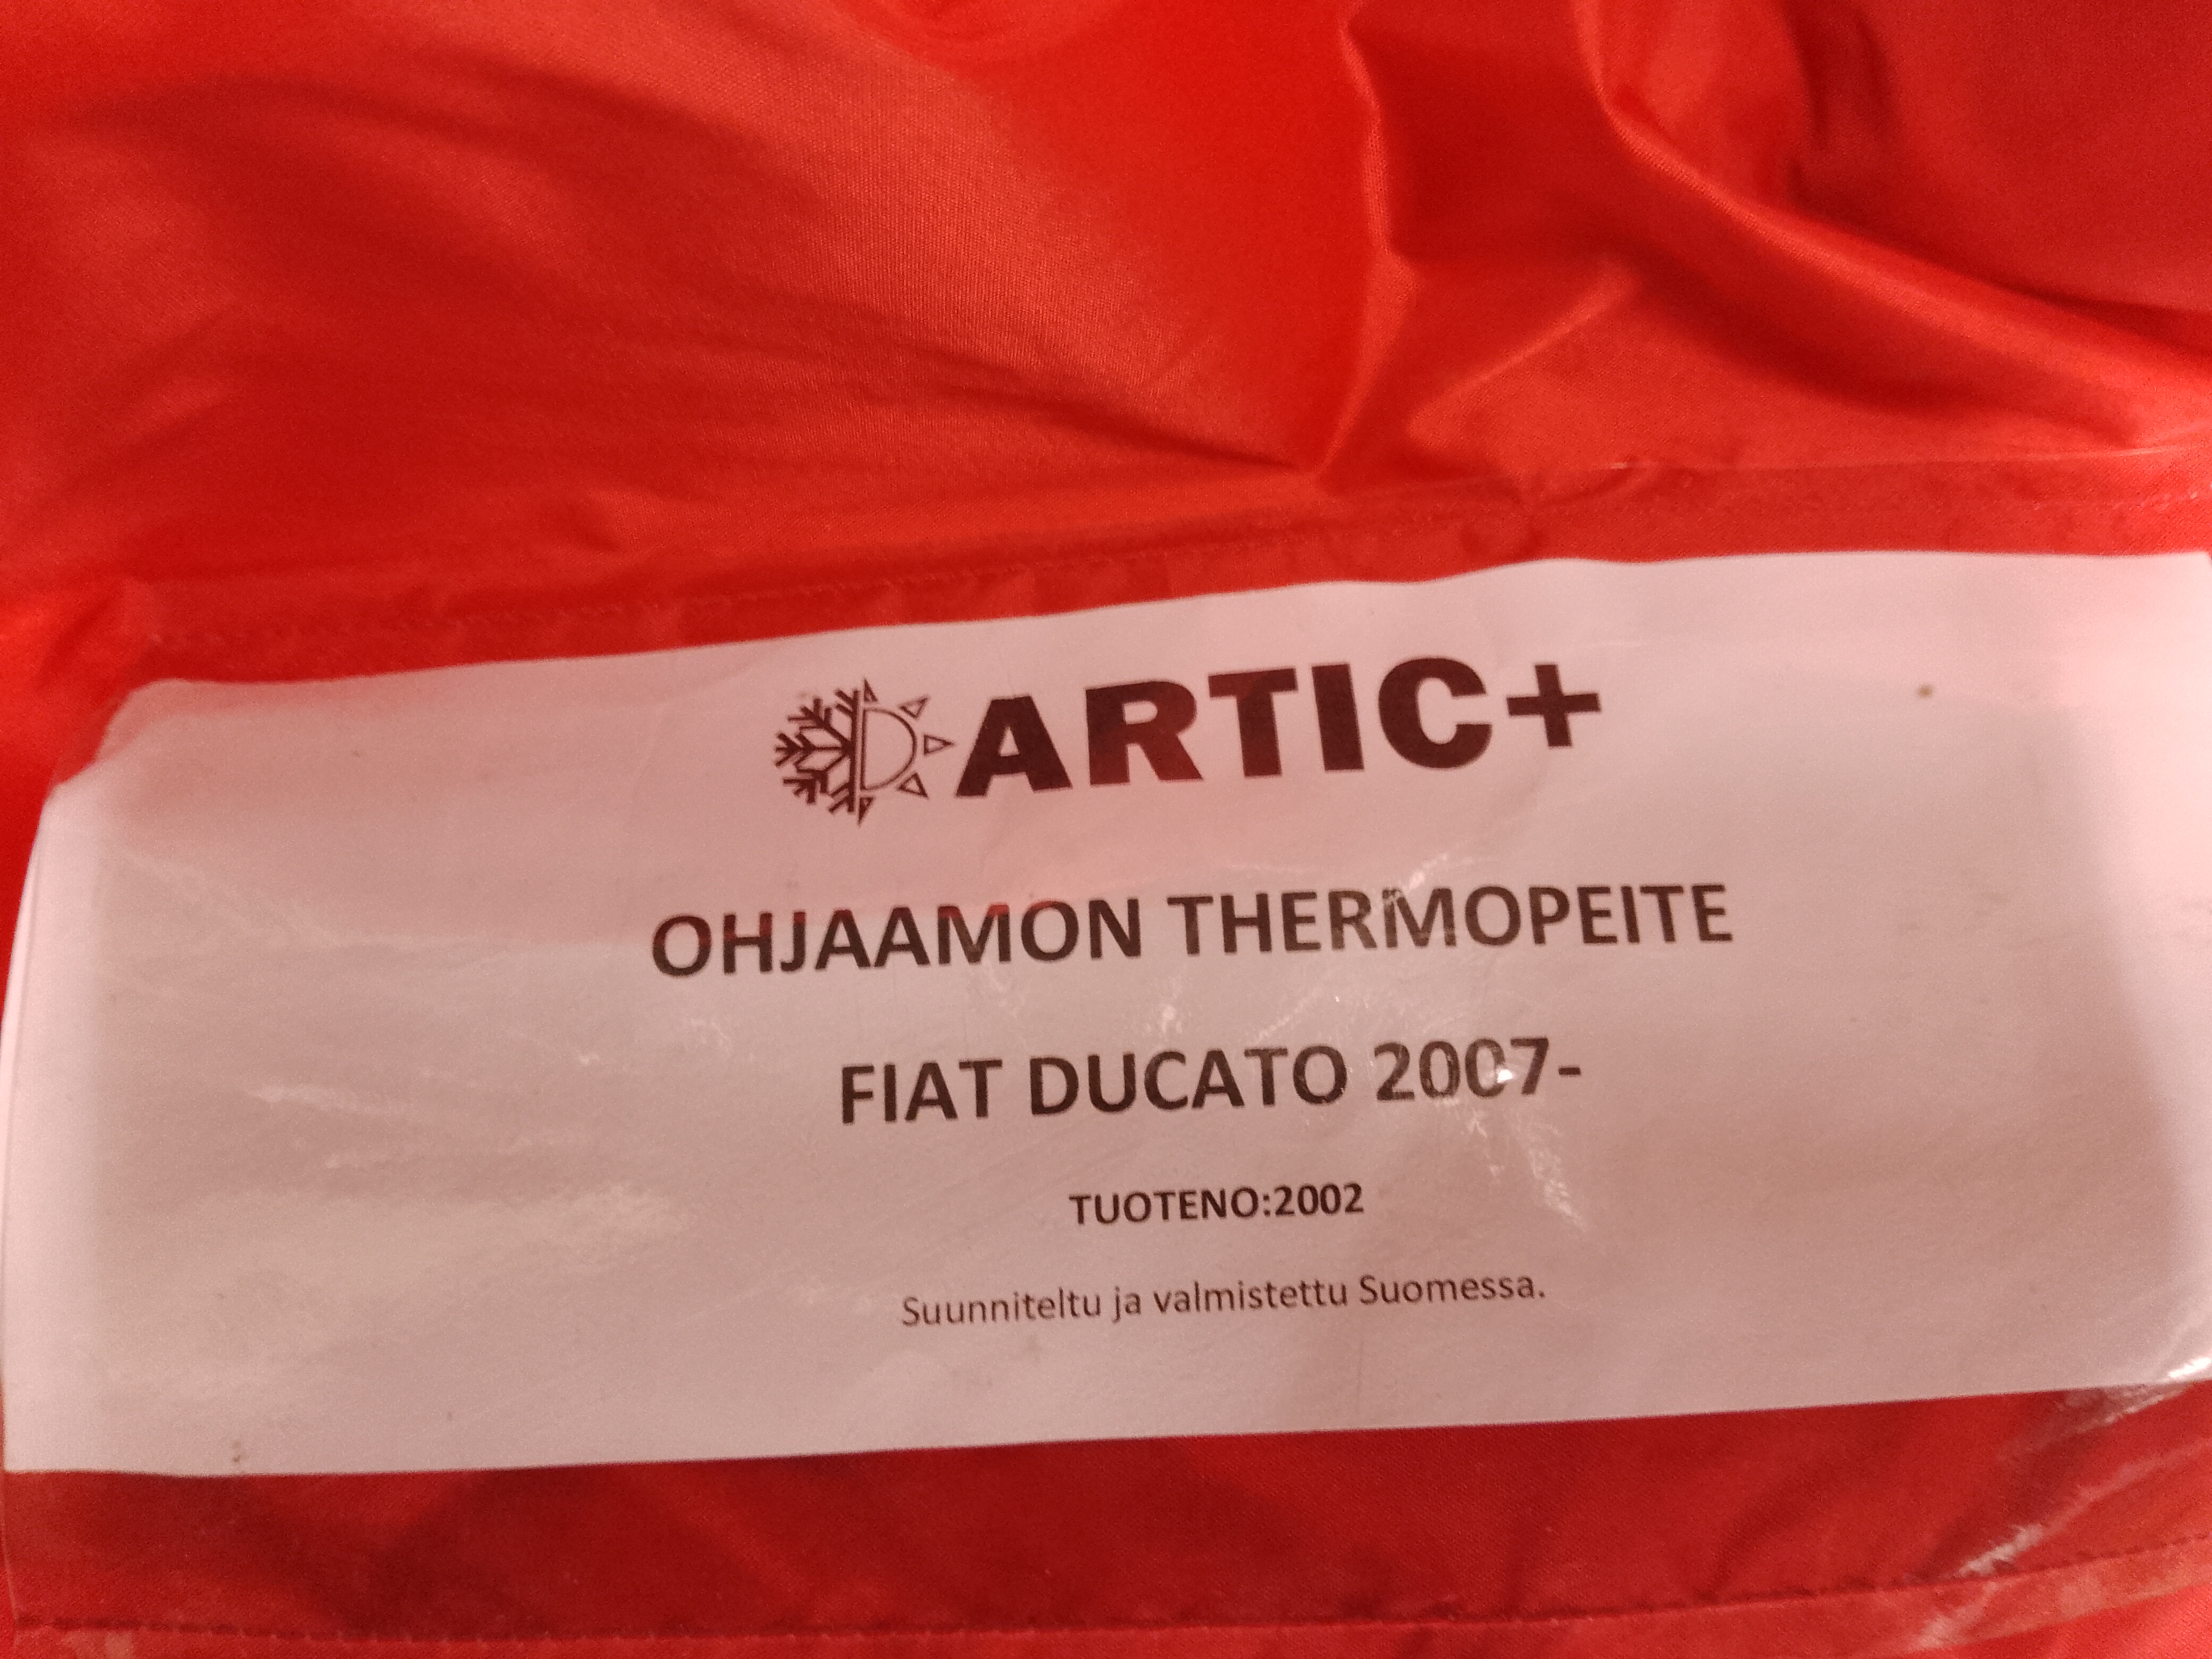 ARTIC+
OHJAAMON THERMOPEITE
FIAT DUCATO 2007-
TUOTENO:2002
Suunniteltu ja valmistettu Suomessa.